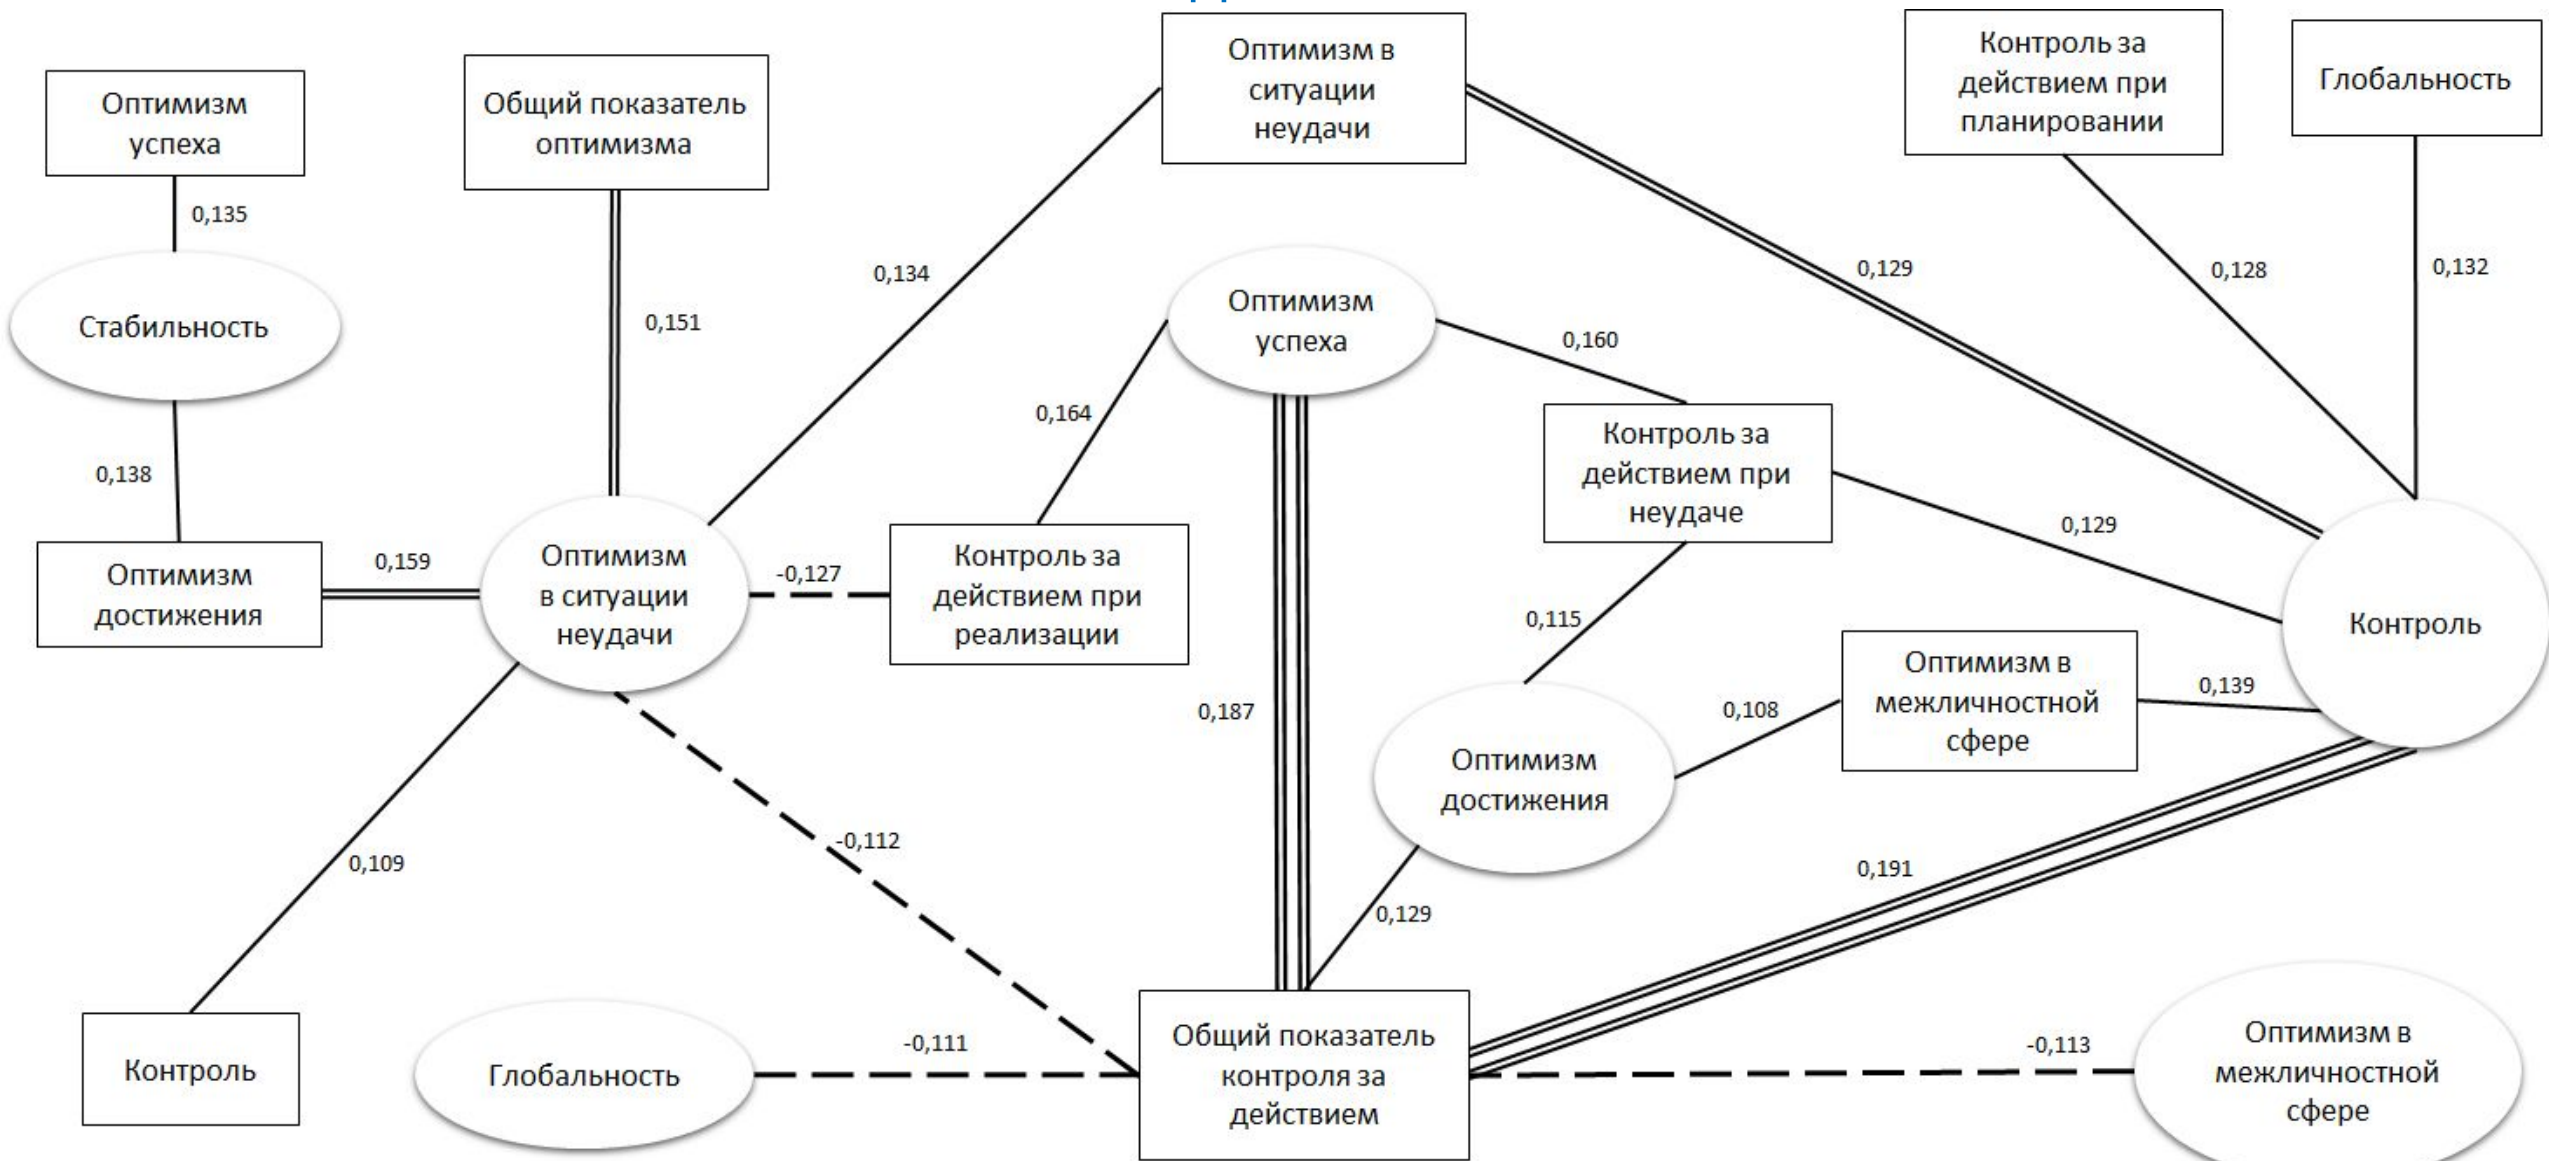 Оптимизм
успеха
Общий показатель
оптимизма
Оптимизм в
ситуации
неудачи
Контроль за
действием при
планировании
Глобальность
0,135
0,151
0,134
0,129
0,128
0,132
Стабильность
Оптимизм
успеха
0,160
0,164
0,138
Контроль за
действием при
неудаче
0,129
Оптимизм
достижения
0,159
Оптимизм
в ситуации
неудачи
-0,127
Контроль за
действием при
реализации
0,115
Контроль
Оптимизм в
межличностной
сфере
0,139
0,108
0,187
Оптимизм
достижения
-0,112
0,109
0,191
0,129
Контроль
Глобальность
-0,111
Общий показатель
контроля за
действием
-0,113
Оптимизм в
межличностной
сфере